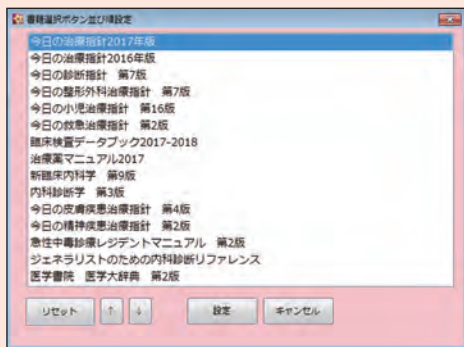 書籍選択ボタン並び順設定
今日の治療指針2017年版
今日の治療指針2016年版
今日の診断指針　第7版
今日の整形外科治療指針　第7版
今日の小児治療指針　第16版
今日の救急治療指針　第2版
臨床検査データブック2017-2018
治療薬マニュアル2017
新臨床内科学　第9版
内科診断学　第3版
今日の皮膚疾患治療指針　第4版
今日の精神疾患治療指針　第2版
急性中毒診療レジデントマニュアル　第2版
ジェネラリストのための内科診断リファレンス
医学書院　医学大辞典　第2版
リセット　↑　↓　設定　キャンセル